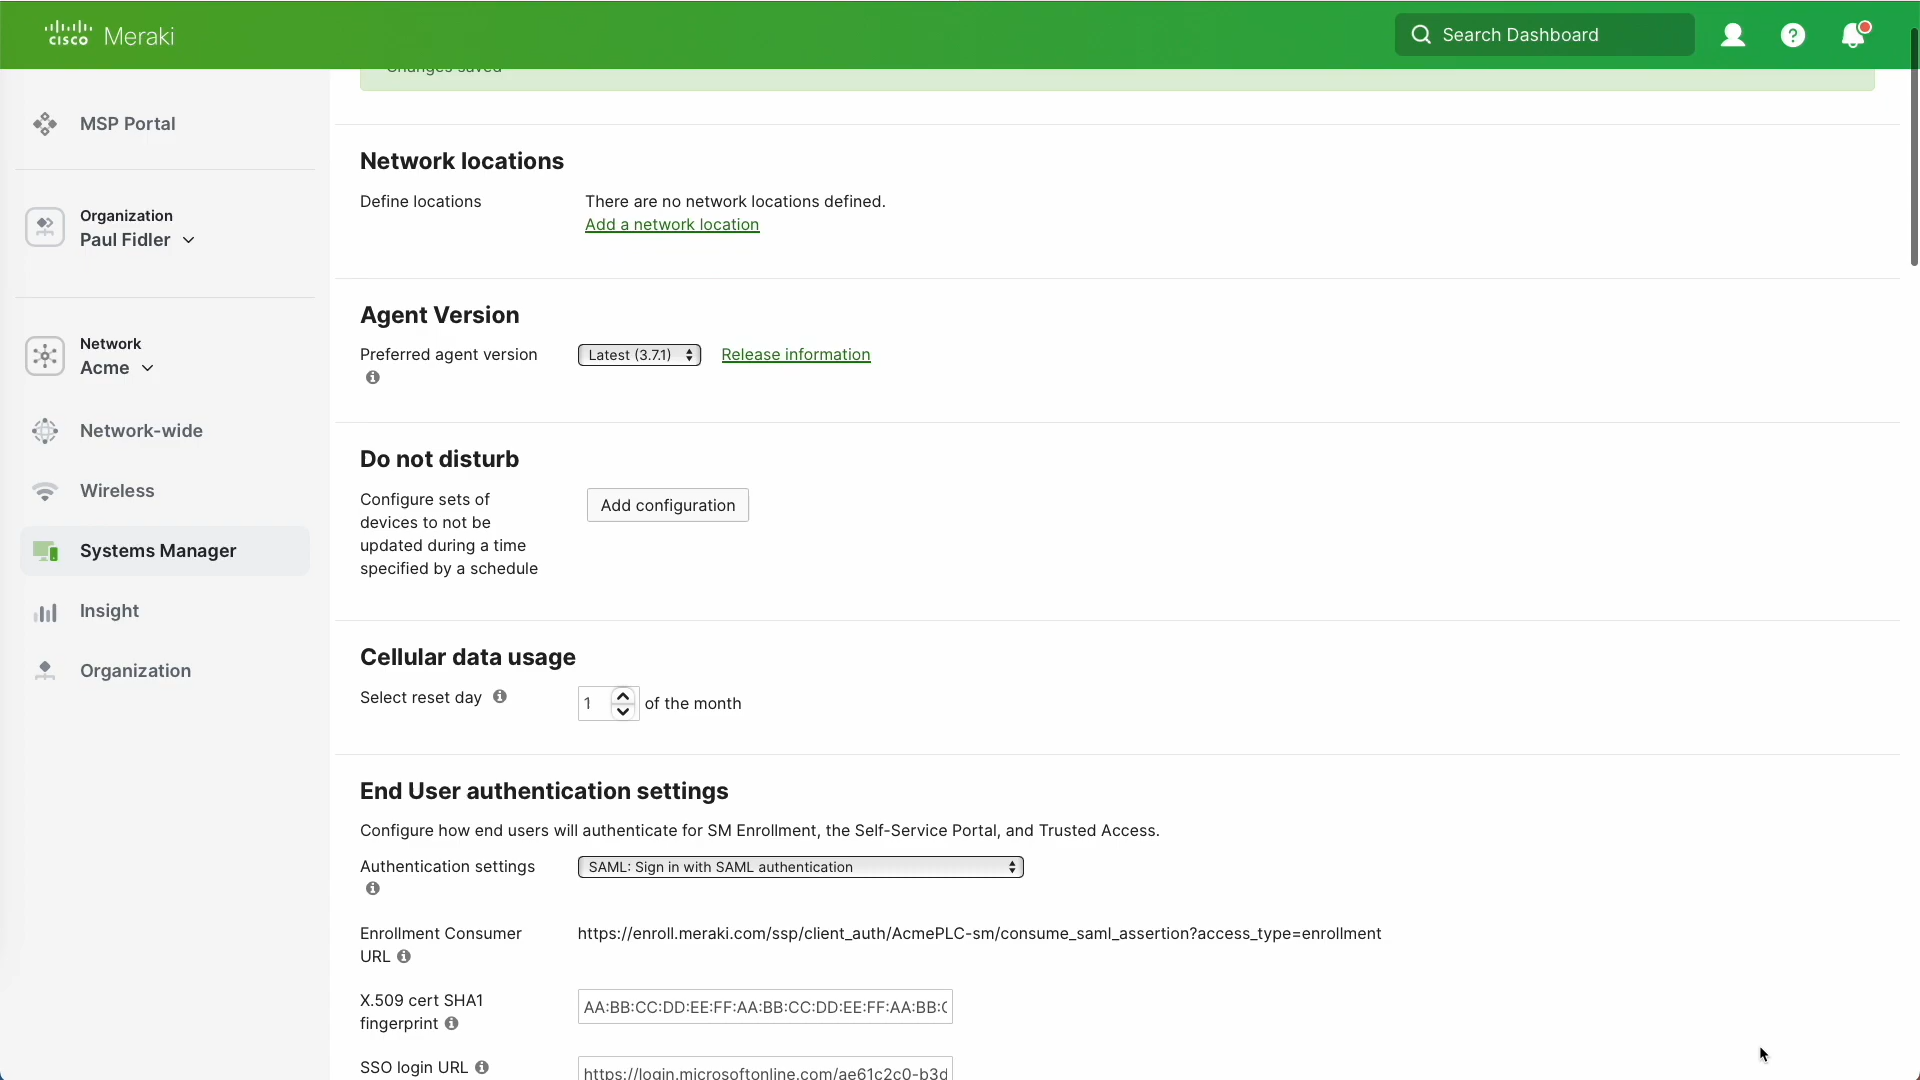 CISCO Meraki
Search Dashboard
Changes saved
MSP Portal
Organization
Paul Fidler
Network
Acme
Network-wide
Wireless
Systems Manager
Insight
Organization
Network locations
Define locations
There are no network locations defined.
Add a network location
Agent Version
Preferred agent version
Latest (3.7.1)
Release information
Do not disturb
Configure sets of
devices to not be
updated during a time
specified by a schedule
Add configuration
Cellular data usage
Select reset day
1
of the month
End User authentication settings
Configure how end users will authenticate for SM Enrollment, the Self-Service Portal, and Trusted Access.
Authentication settings
SAML: Sign in with SAML authentication
Enrollment Consumer
URL
https://enroll.meraki.com/ssp/client_auth/AcmePLC-sm/consume_saml_assertion?access_type=enrollment
X.509 cert SHA1
fingerprint
AA:BB:CC:DD:EE:FF:AA:BB:CC:DD:EE:FF:AA:BB:C
SSO login URL
https://login.microsoftonline.com/ae61c2c0-b3d